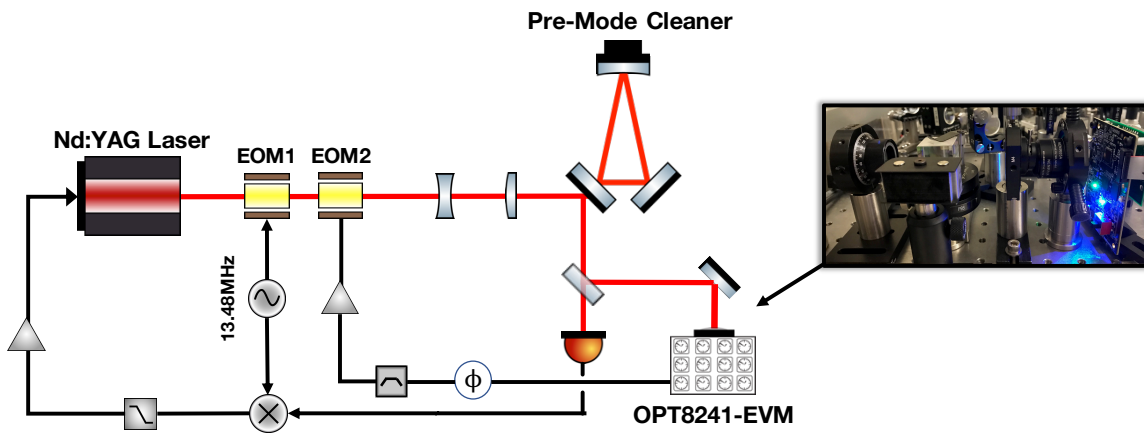 Pre-Mode Cleaner
Nd:YAG Laser
EOM1
EOM2
13.48MHz
ϕ
OPT8241-EVM